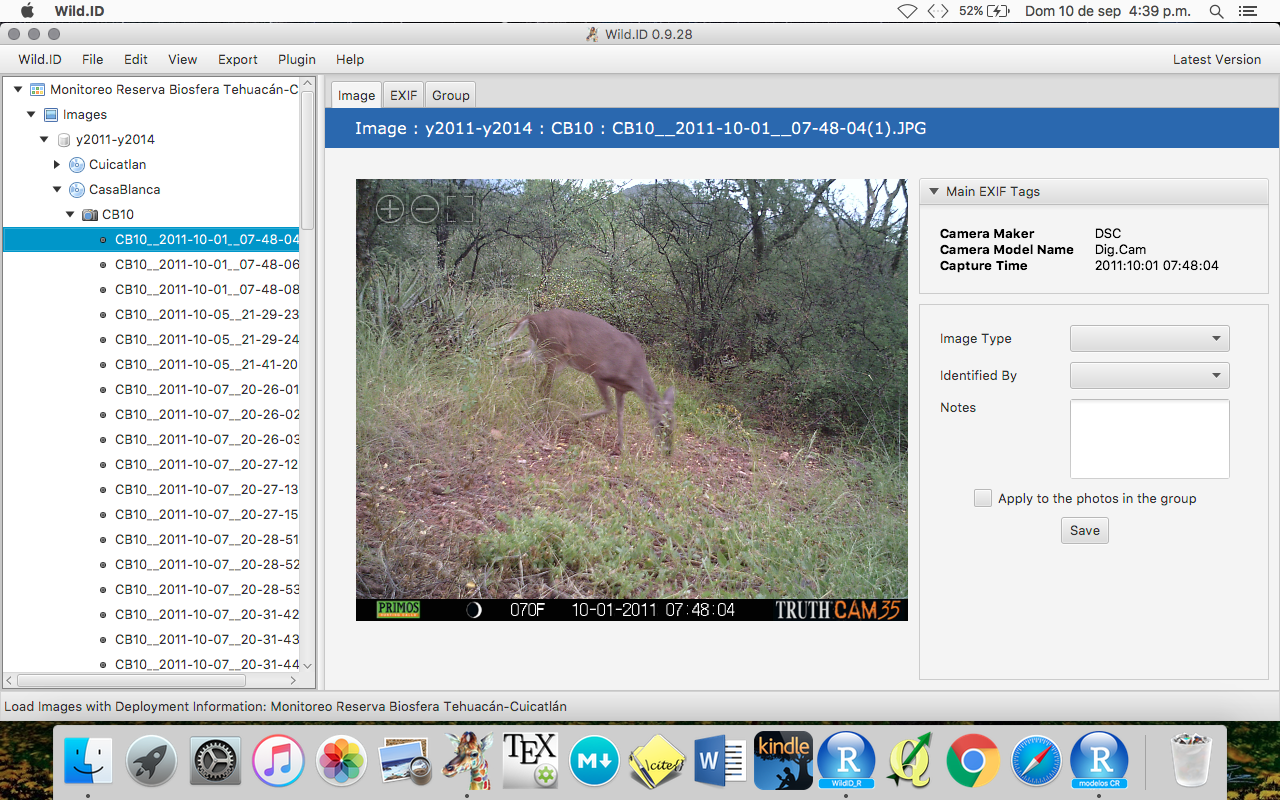 Wild.ID
52%
Dom 10 de sep 4:39 p.m.
Wild.ID 0.9.28
Wild.ID File Edit View Export Plugin Help
Latest Version
Monitoreo Reserva Biosfera Tehuacán-C
Images
y2011-y2014
Cuicatlan
CasaBlanca
CB10
CB10__2011-10-01__07-48-04
CB10__2011-10-01__07-48-06
CB10__2011-10-01__07-48-08
CB10__2011-10-05__21-29-23
CB10__2011-10-05__21-29-24
CB10__2011-10-05__21-41-20
CB10__2011-10-07__20-26-01
CB10__2011-10-07__20-26-02
CB10__2011-10-07__20-26-03
CB10__2011-10-07__20-27-12
CB10__2011-10-07__20-27-13
CB10__2011-10-07__20-27-15
CB10__2011-10-07__20-28-51
CB10__2011-10-07__20-28-52
CB10__2011-10-07__20-28-53
CB10__2011-10-07__20-31-42
CB10__2011-10-07__20-31-43
CB10__2011-10-07__20-31-44
Image EXIF Group
Image : y2011-y2014 : CB10 : CB10__2011-10-01__07-48-04(1).JPG
PRIMOS 070F 10-01-2011 07:48:04 TRUTH CAM 35
Main EXIF Tags
Camera Maker DSC
Camera Model Name Dig.Cam
Capture Time 2011:10:01 07:48:04
Image Type
Identified By
Notes
Apply to the photos in the group
Save
Load Images with Deployment Information: Monitoreo Reserva Biosfera Tehuacán-Cuicatlán
TEX
M
\cite{}
W
kindle
R
WildID_R
R
modelos CR